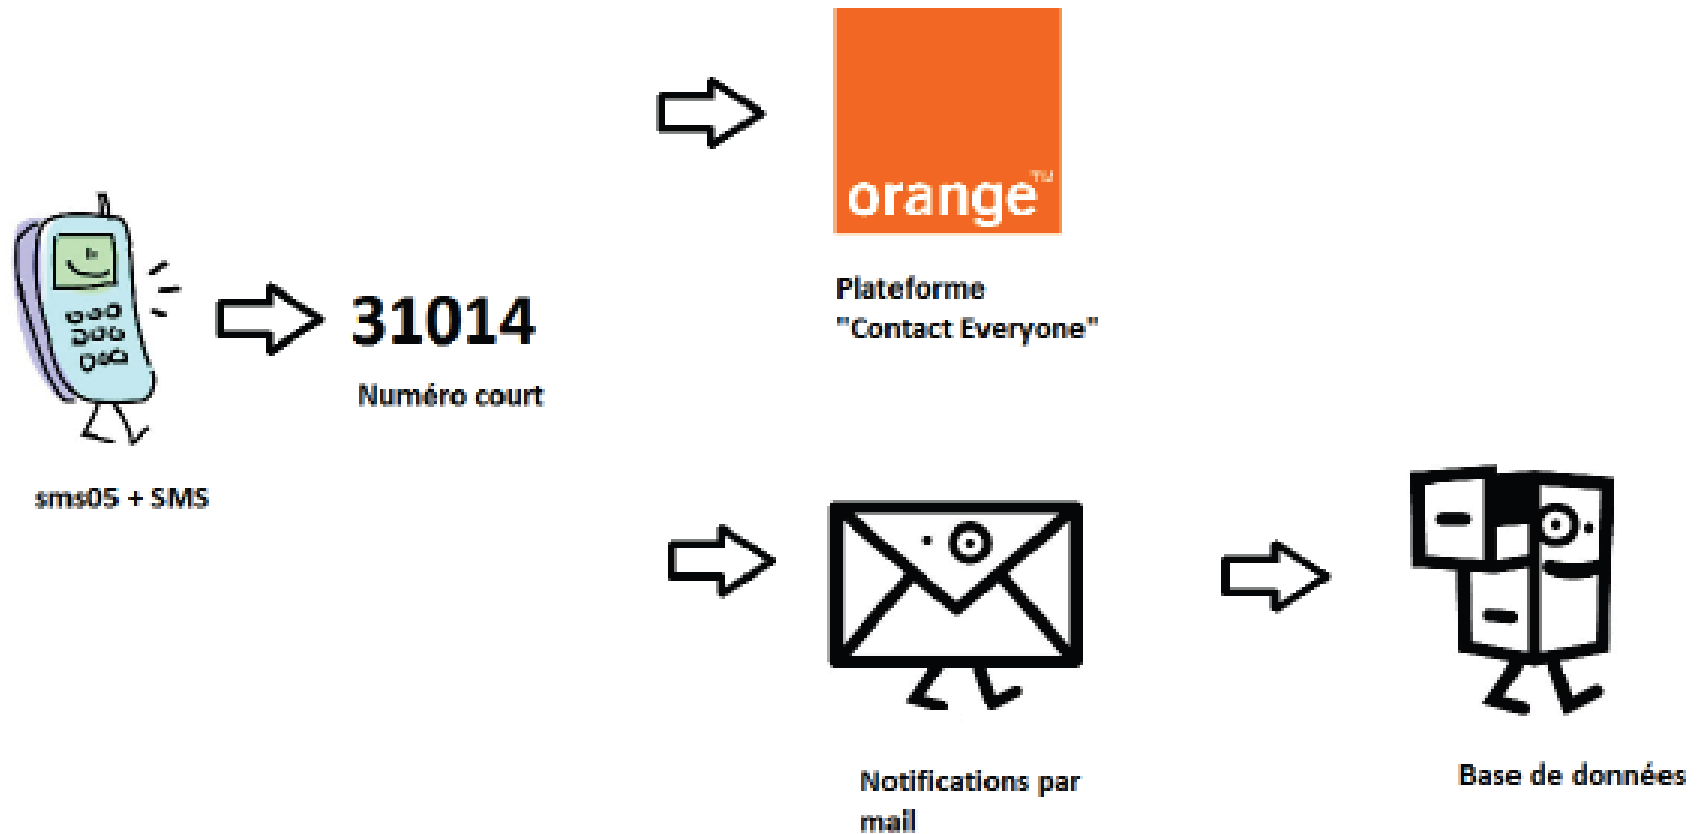 orange™
Plateforme
"Contact Everyone"
31014
Numéro court
sms05 + SMS
Notifications par
mail
Base de données